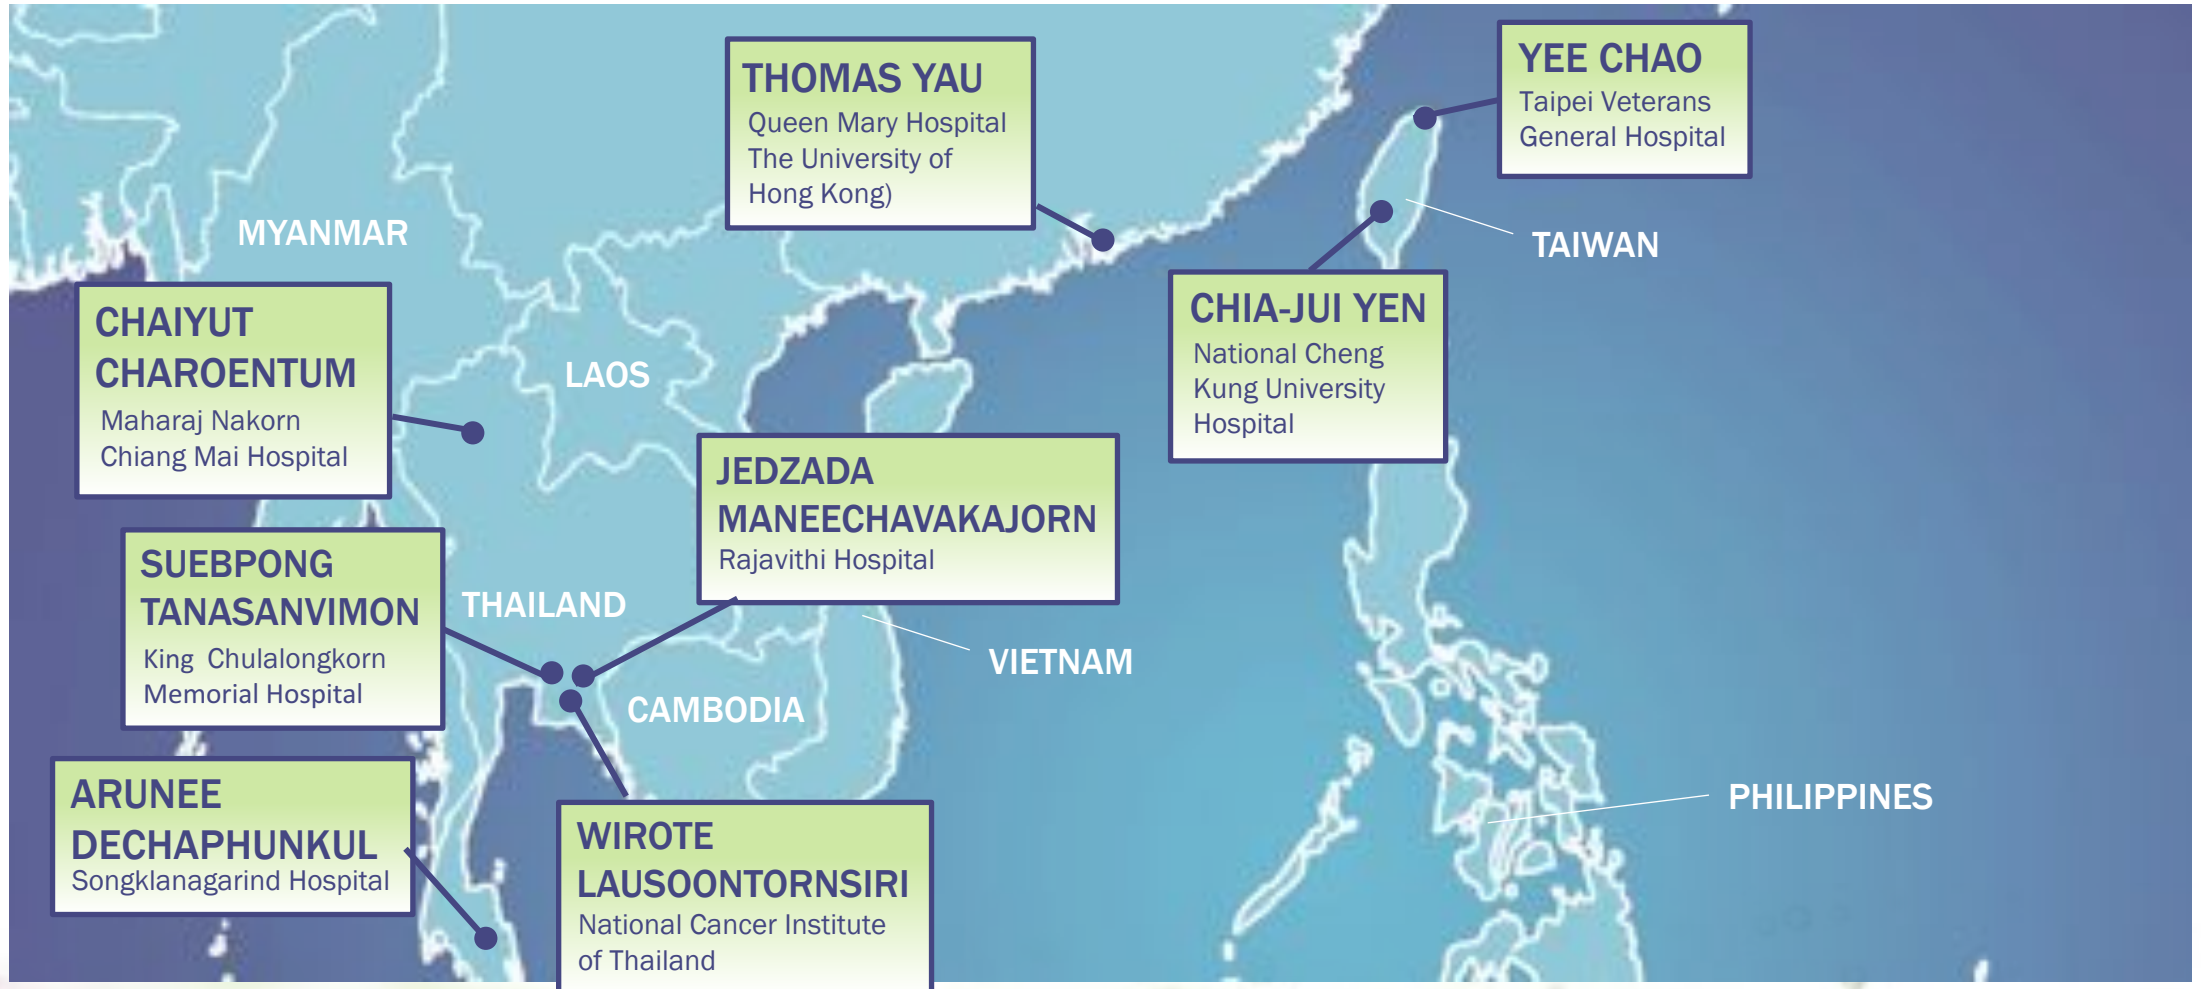 THOMAS YAU
Queen Mary Hospital
The University of
Hong Kong)
YEE CHAO
Taipei Veterans
General Hospital
MYANMAR
TAIWAN
CHAIYUT
CHAROENTUM
Maharaj Nakorn
Chiang Mai Hospital
LAOS
CHIA-JUI YEN
National Cheng
Kung University
Hospital
JEDZADA
MANEECHAVAKAJORN
Rajavithi Hospital
SUEBPONG
TANASANVIMON
King Chulalongkorn
Memorial Hospital
THAILAND
VIETNAM
CAMBODIA
ARUNEE
DECHAPHUNKUL
Songklanagarind Hospital
WIROTE
LAUSOONTORNSIRI
National Cancer Institute
of Thailand
PHILIPPINES